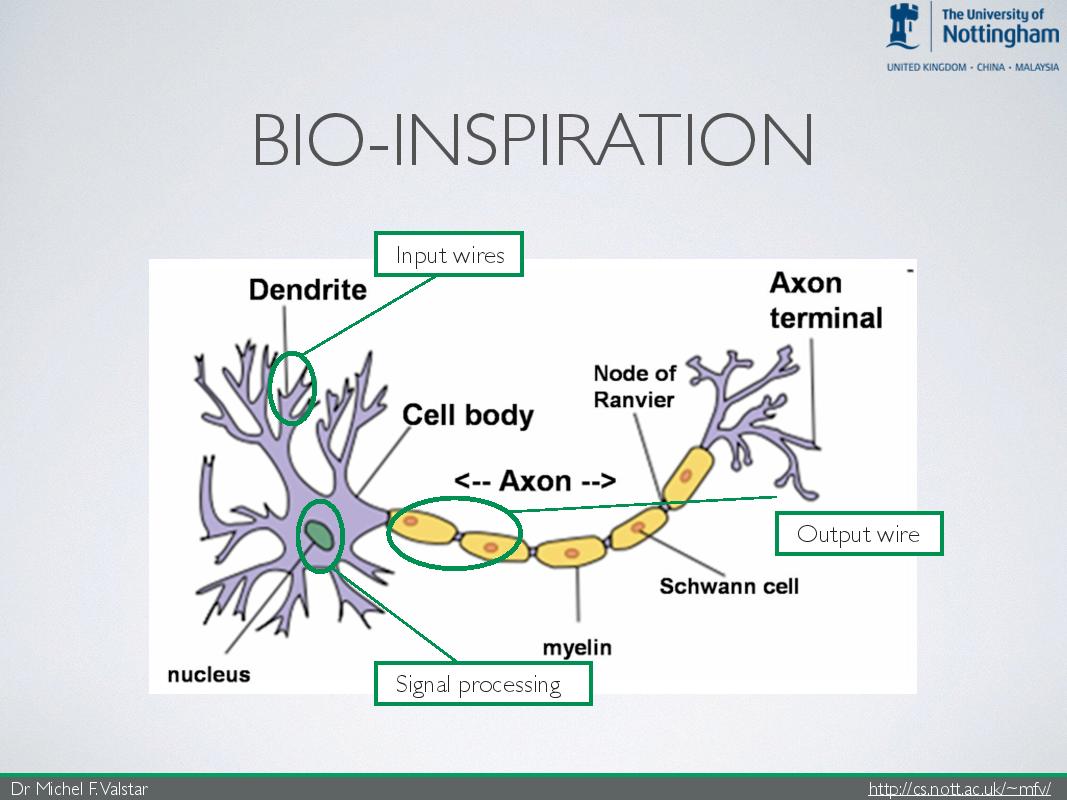 The University of
Nottingham
UNITED KINGDOM · CHINA · MALAYSIA
BIO-INSPIRATION
Input wires
Dendrite
Axon
terminal
Node of
Ranvier
Cell body
<-- Axon -->
Output wire
Schwann cell
myelin
nucleus
Signal processing
Dr Michel F. Valstar
http://cs.nott.ac.uk/~mfv/